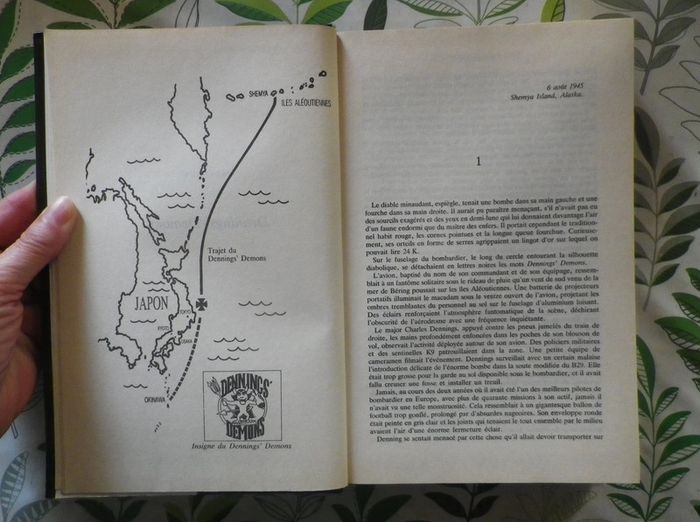 SHEMYA
ILES ALÉOUTIENNES
Trajet du
Dennings' Demons
JAPON
TOKYO
KYOTO
OSAKA
OKINAWA
DENNINGS'
DEMONS
Insigne du Dennings' Demons
6 août 1945
Shemya Island, Alaska.
1
Le diable minaudant, espiègle, tenait une bombe dans sa main gauche et une
fourche dans sa main droite. Il aurait pu paraître menaçant, s'il n'avait pas eu
des sourcils exagérés et des yeux en demi-lune qui lui donnaient davantage l'air
d'un faune endormi que du maître des enfers. Il portait cependant le tradition-
nel habit rouge, les cornes pointues et la longue queue fourchue. Curieuse-
ment, ses orteils en forme de serres agrippaient un lingot d'or sur lequel on
pouvait lire 24 K.
Sur le fuselage du bombardier, le long du cercle entourant la silhouette
diabolique, se détachaient en lettres noires les mots Dennings' Demons.
L'avion, baptisé du nom de son commandant et de son équipage, ressem-
blait à un fantôme solitaire sous le rideau de pluie qu'un vent de sud venu de la
mer de Béring poussait sur les îles Aléoutiennes. Une batterie de projecteurs
portatifs illuminait le macadam sous le ventre ouvert de l'avion, projetant les
ombres tremblantes du personnel au sol sur le fuselage d'aluminium luisant.
Des éclairs renforçaient l'atmosphère fantomatique de la scène, déchirant
l'obscurité de l'aérodrome avec une fréquence inquiétante.
Le major Charles Dennings, appuyé contre les pneus jumelés du train de
droite, les mains profondément enfoncées dans les poches de son blouson de
vol, observait l'activité déployée autour de son avion. Des policiers militaires
et des sentinelles K9 patrouillaient dans la zone. Une petite équipe de
cameramen filmait l'événement. Dennings surveillait avec un certain malaise
l'introduction délicate de l'énorme bombe dans la soute modifiée du B29. Elle
était trop grosse pour la garde au sol disponible sous le bombardier, et il avait
fallu creuser une fosse et installer un treuil.
Jamais, au cours des deux années où il avait été l'un des meilleurs pilotes de
bombardier en Europe, avec plus de quarante missions à son actif, jamais il
n'avait vu une telle monstruosité. Cela ressemblait à un gigantesque ballon de
football trop gonflé, prolongé par d'absurdes nageoires. Son enveloppe ronde
était peinte en gris clair et les joints qui tenaient le tout ensemble par le milieu
avaient l'air d'une énorme fermeture éclair.
Denning se sentait menacé par cette chose qu'il allait devoir transporter sur